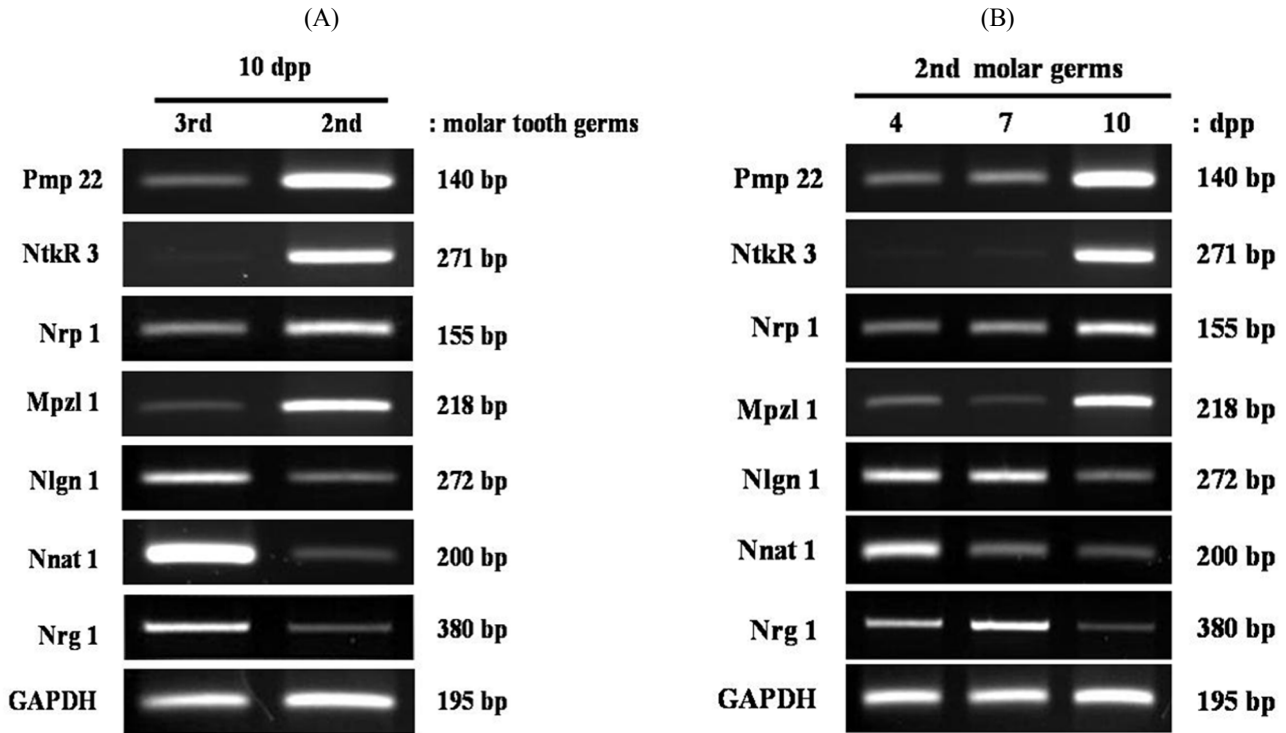 (A)
10 dpp
3rd 2nd : molar tooth germs
Pmp 22 140 bp
NtkR 3 271 bp
Nrp 1 155 bp
Mpzl 1 218 bp
Nlgn 1 272 bp
Nnat 1 200 bp
Nrg 1 380 bp
GAPDH 195 bp
(B)
2nd molar germs
4 7 10 : dpp
Pmp 22 140 bp
NtkR 3 271 bp
Nrp 1 155 bp
Mpzl 1 218 bp
Nlgn 1 272 bp
Nnat 1 200 bp
Nrg 1 380 bp
GAPDH 195 bp